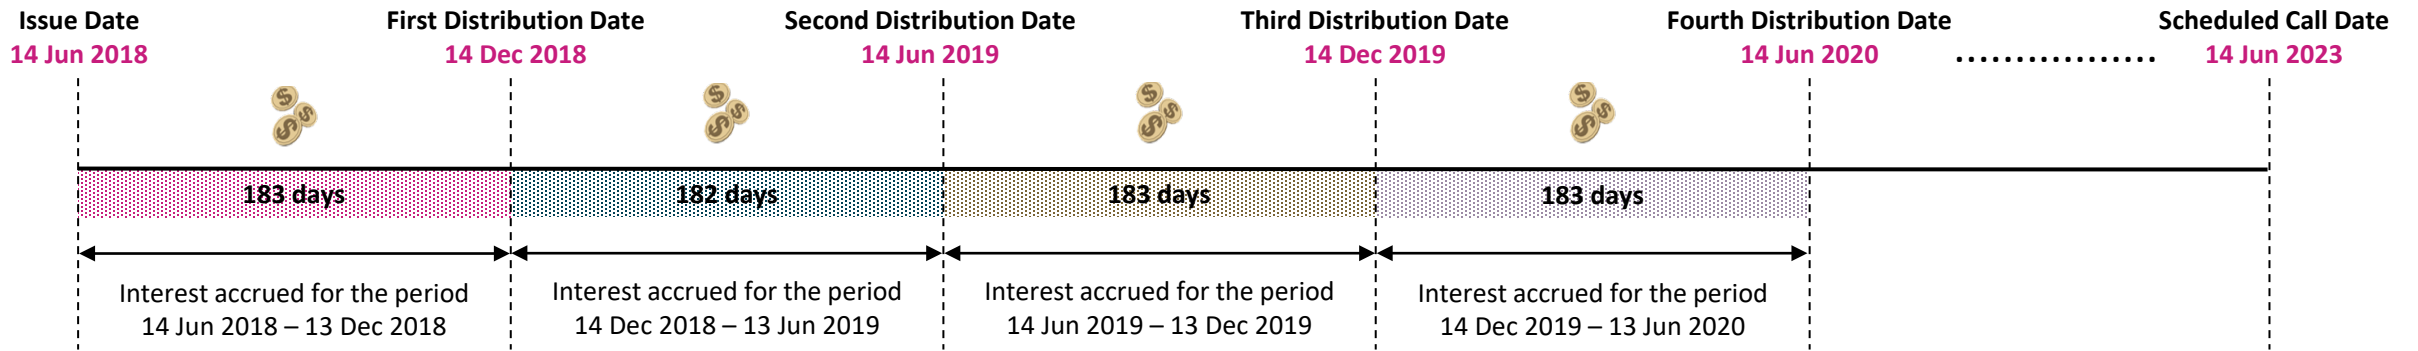 Issue Date
14 Jun 2018
First Distribution Date
14 Dec 2018
Second Distribution Date
14 Jun 2019
Third Distribution Date
14 Dec 2019
Fourth Distribution Date
14 Jun 2020
................
Scheduled Call Date
14 Jun 2023
$ $ $
$ $ $
$ $ $
$ $ $
183 days
182 days
183 days
183 days
Interest accrued for the period
14 Jun 2018 – 13 Dec 2018
Interest accrued for the period
14 Dec 2018 – 13 Jun 2019
Interest accrued for the period
14 Jun 2019 – 13 Dec 2019
Interest accrued for the period
14 Dec 2019 – 13 Jun 2020